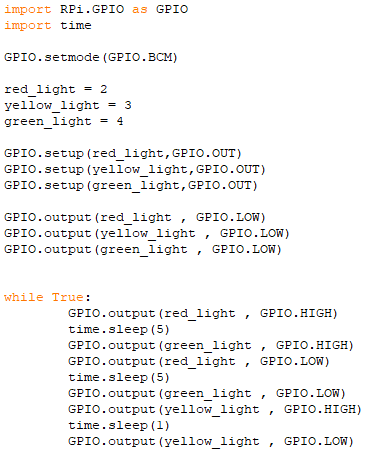 import RPi.GPIO as GPIO
import time

GPIO.setmode(GPIO.BCM)

red_light = 2
yellow_light = 3
green_light = 4

GPIO.setup(red_light,GPIO.OUT)
GPIO.setup(yellow_light,GPIO.OUT)
GPIO.setup(green_light,GPIO.OUT)

GPIO.output(red_light , GPIO.LOW)
GPIO.output(yellow_light , GPIO.LOW)
GPIO.output(green_light , GPIO.LOW)


while True:
        GPIO.output(red_light , GPIO.HIGH)
        time.sleep(5)
        GPIO.output(green_light , GPIO.HIGH)
        GPIO.output(red_light , GPIO.LOW)
        time.sleep(5)
        GPIO.output(green_light , GPIO.LOW)
        GPIO.output(yellow_light , GPIO.HIGH)
        time.sleep(1)
        GPIO.output(yellow_light , GPIO.LOW)